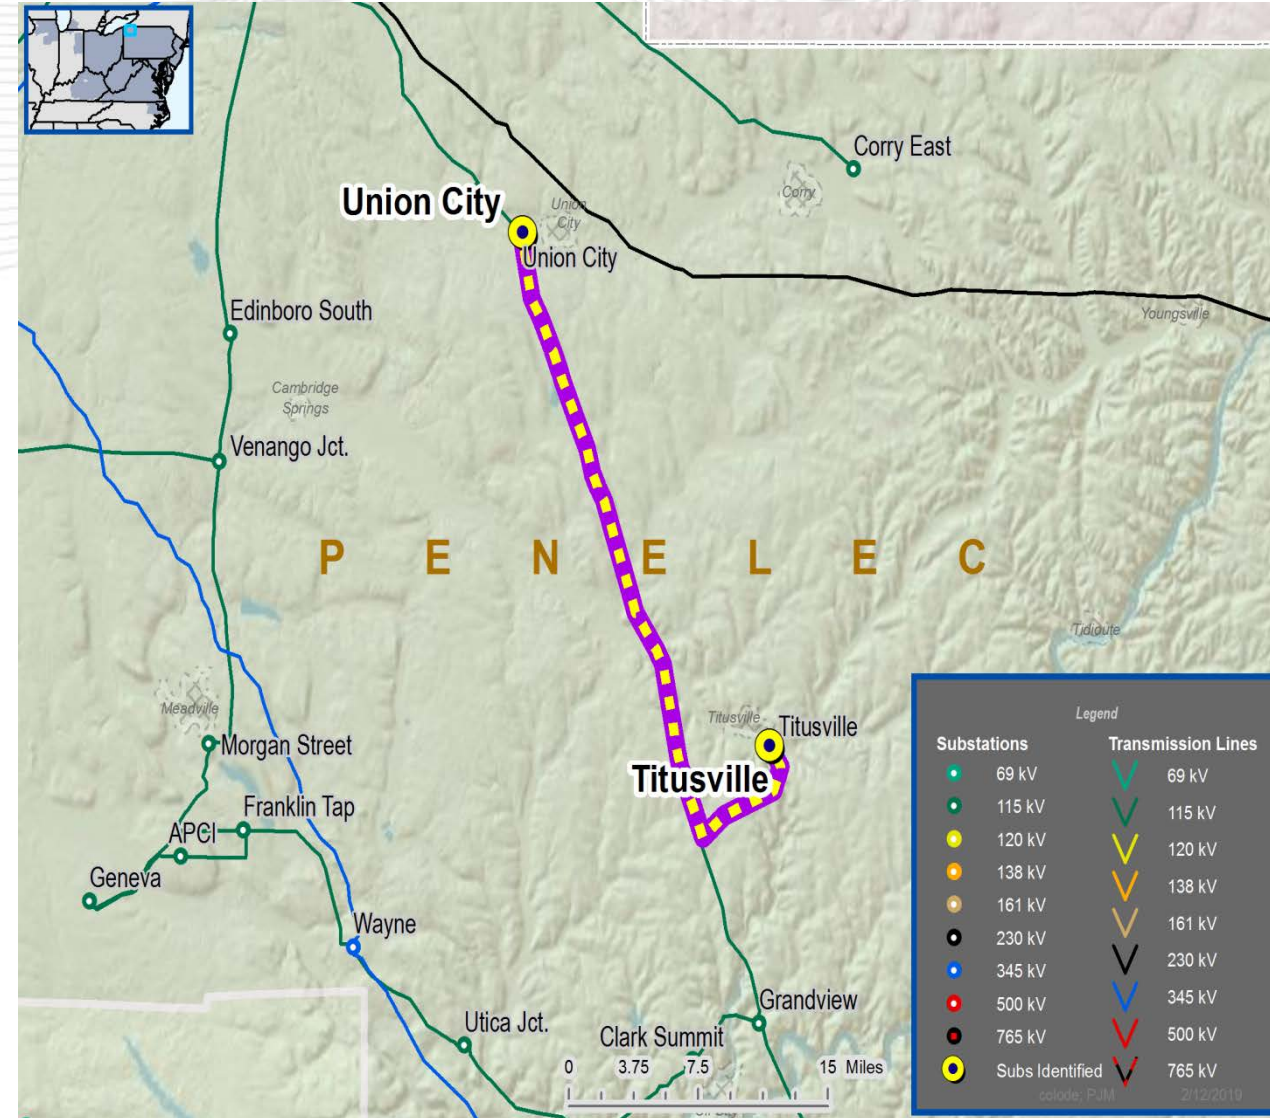 Corry East
Corry
Union City
Union
City
Union City
Edinboro South
Youngsville
Cambridge
Springs
Venango Jct.
P E N E L E C
Tidioute
Meadville
Morgan Street
Titusville
Titusville
Titusville
Franklin Tap
APCI
Geneva
Wayne
Grandview
Utica Jct.
Clark Summit
0 3.75 7.5 15 Miles
Legend
Substations Transmission Lines
69 kV 69 kV
115 kV 115 kV
120 kV 120 kV
138 kV 138 kV
161 kV 161 kV
230 kV 230 kV
345 kV 345 kV
500 kV 500 kV
765 kV 765 kV
Subs Identified
colode, PJM 2/12/2019